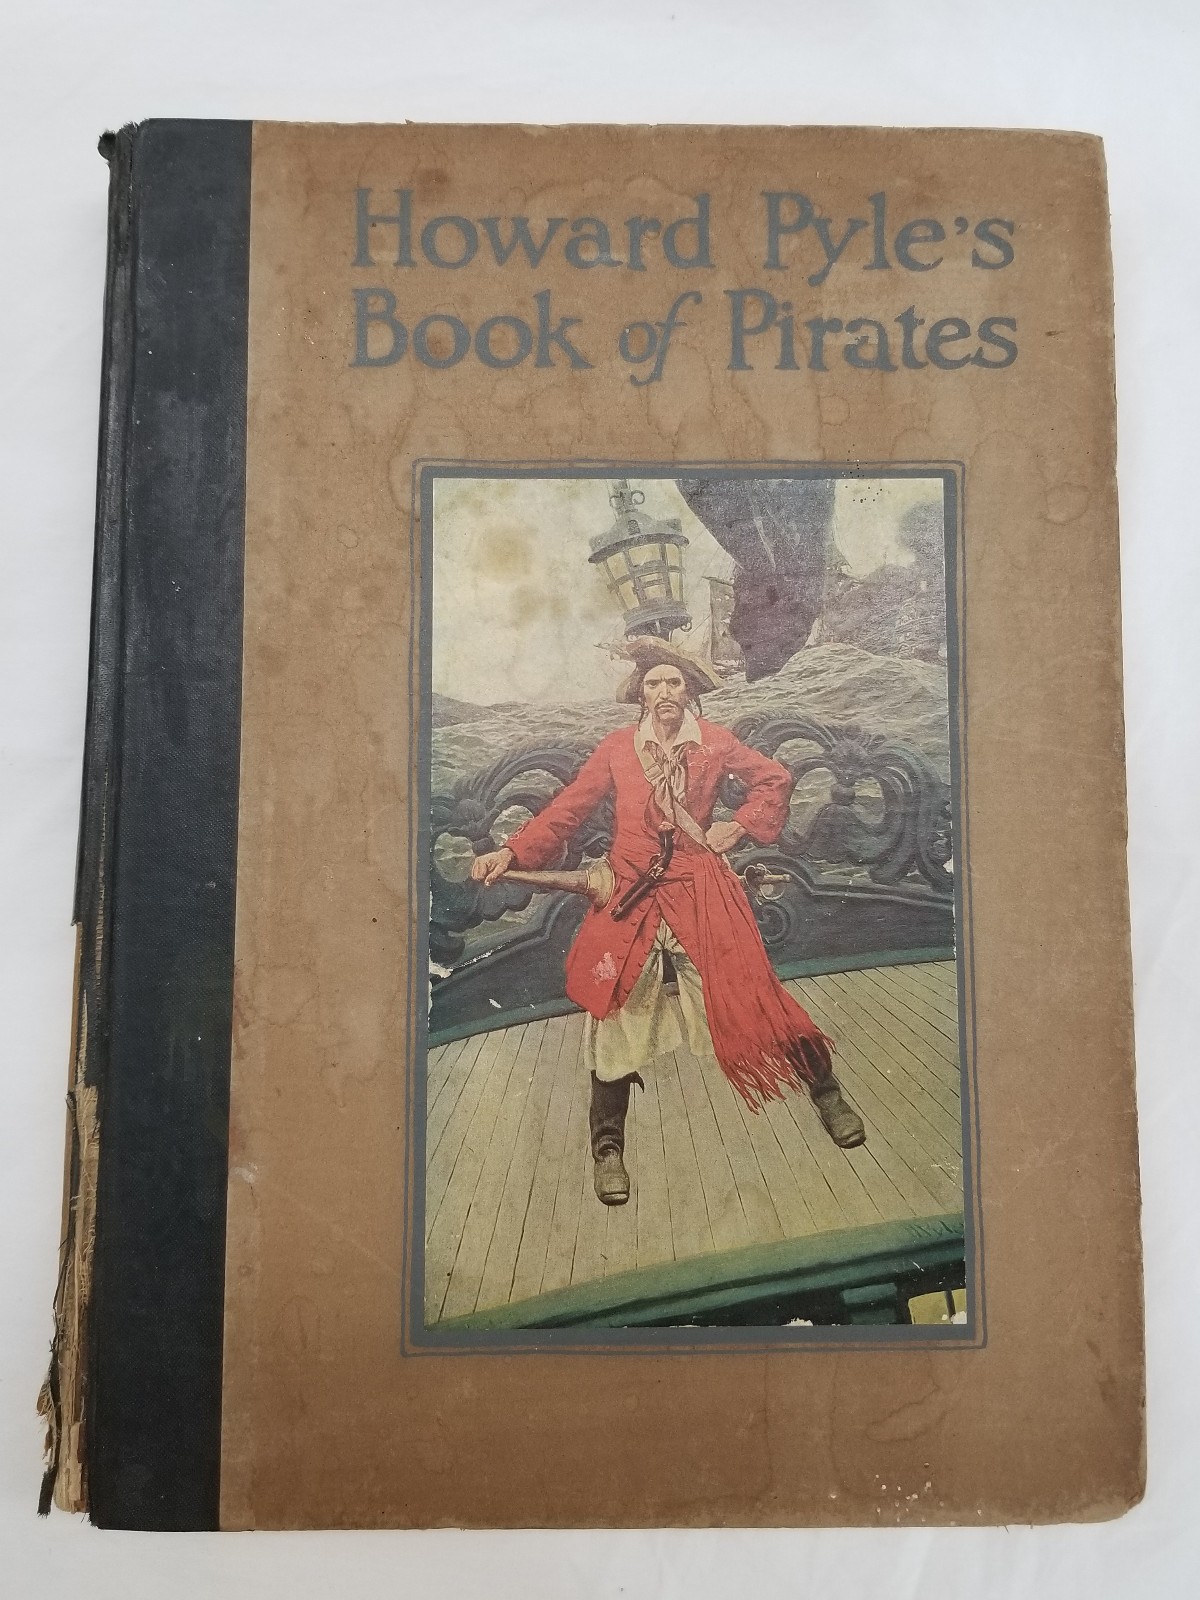 Howard Pyle's
Book of Pirates